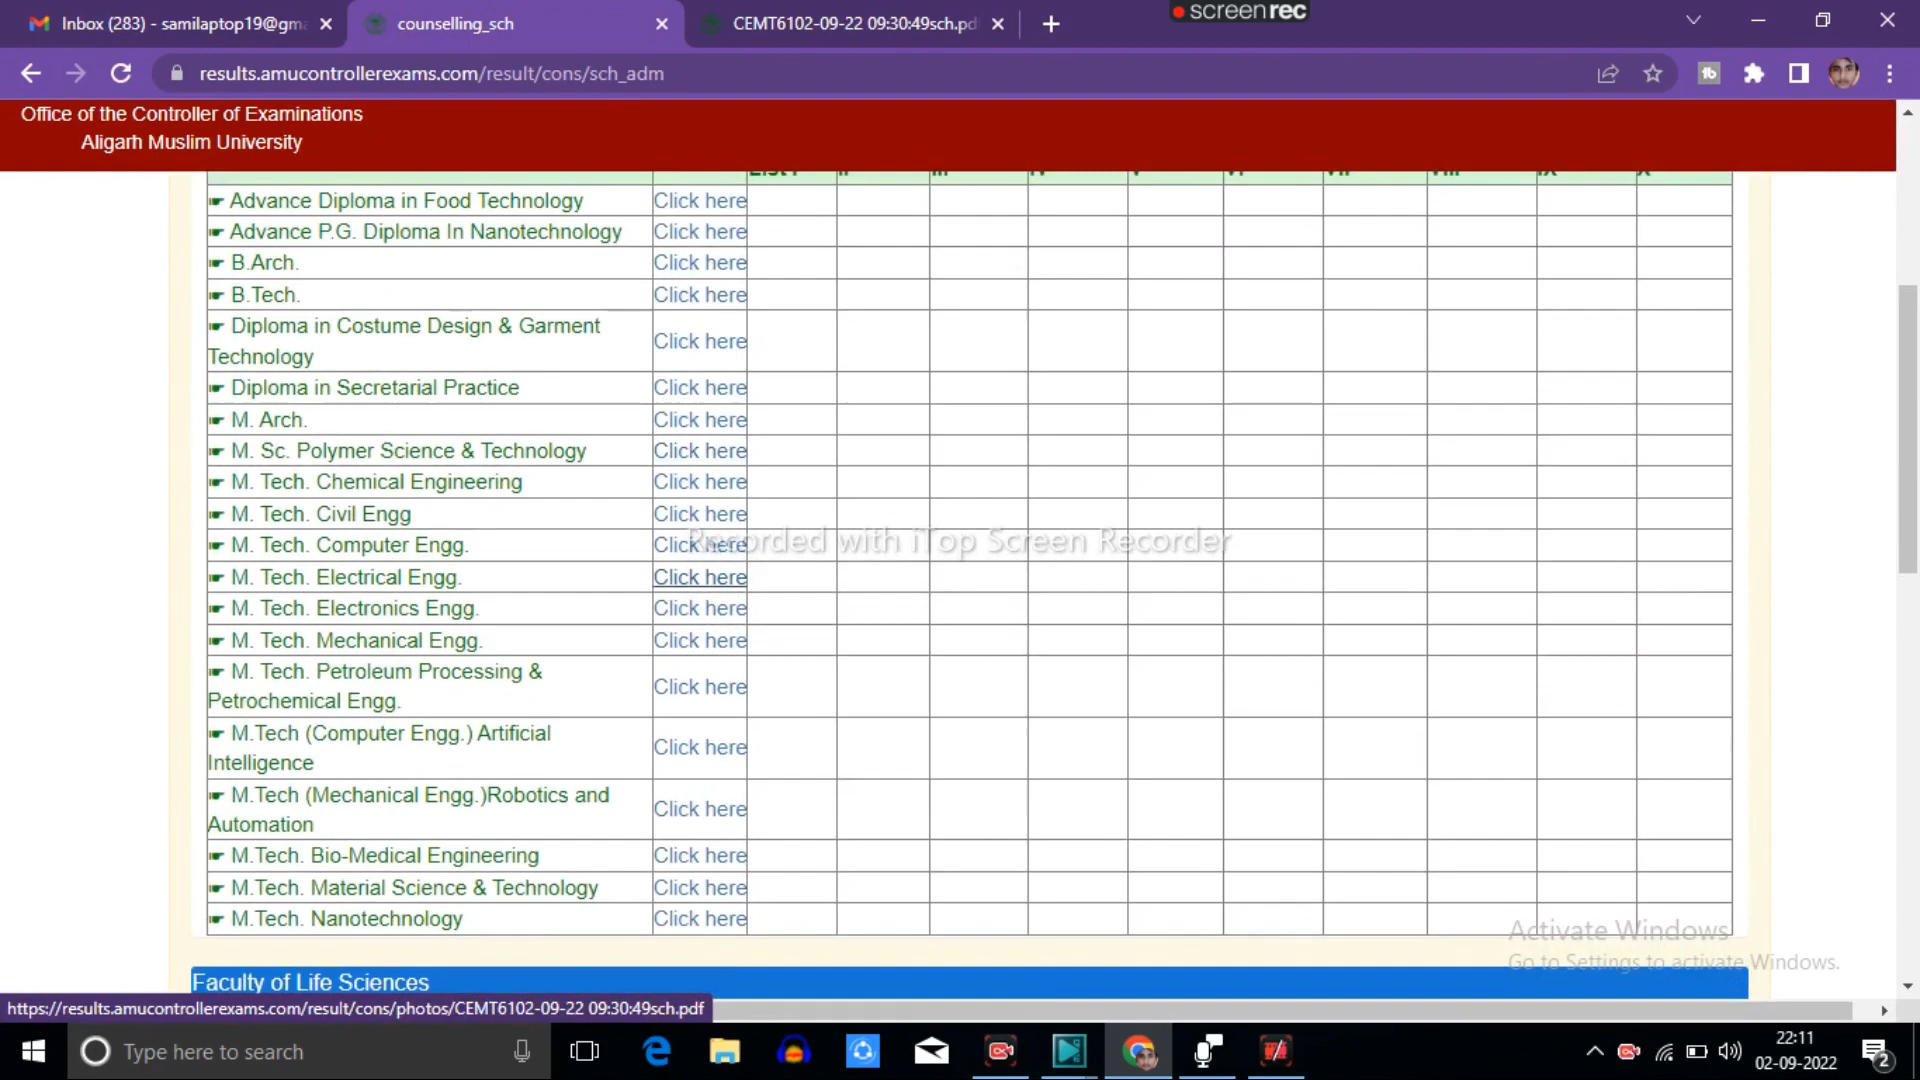 Inbox (283) - samilaptop19@gm
counselling_sch
CEMT6102-09-22 09:30:49sch.pd
screenrec
results.amucontrollerexams.com/result/cons/sch_adm
Office of the Controller of Examinations
Aligarh Muslim University
Advance Diploma in Food Technology Click here
Advance P.G. Diploma In Nanotechnology Click here
B.Arch. Click here
B.Tech. Click here
Diploma in Costume Design & Garment
Technology Click here
Diploma in Secretarial Practice Click here
M. Arch. Click here
M. Sc. Polymer Science & Technology Click here
M. Tech. Chemical Engineering Click here
M. Tech. Civil Engg Click here
M. Tech. Computer Engg. Click here
Recorded with iTop Screen Recorder
M. Tech. Electrical Engg. Click here
M. Tech. Electronics Engg. Click here
M. Tech. Mechanical Engg. Click here
M. Tech. Petroleum Processing &
Petrochemical Engg. Click here
M.Tech (Computer Engg.) Artificial
Intelligence Click here
M.Tech (Mechanical Engg.)Robotics and
Automation Click here
M.Tech. Bio-Medical Engineering Click here
M.Tech. Material Science & Technology Click here
M.Tech. Nanotechnology Click here
Activate Windows
Go to Settings to activate Windows.
Faculty of Life Sciences
https://results.amucontrollerexams.com/result/cons/photos/CEMT6102-09-22 09:30:49sch.pdf
Type here to search
22:11
02-09-2022
2